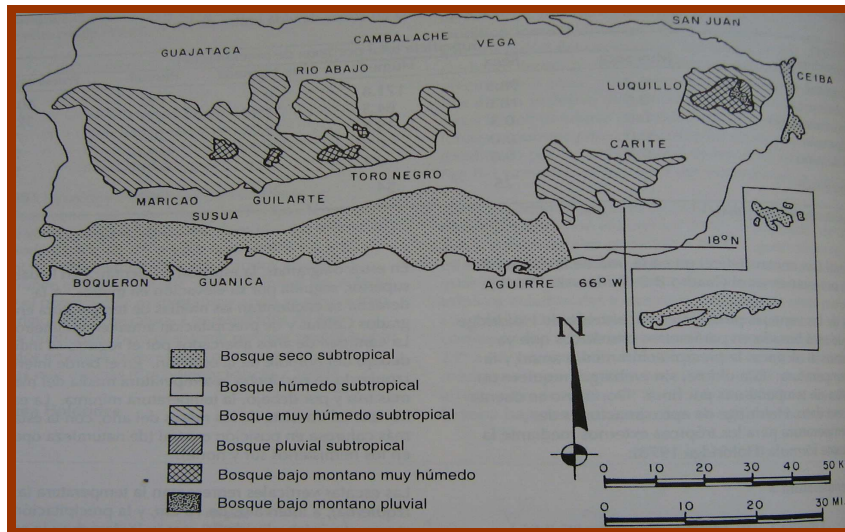 SAN JUAN
CAMBALACHE
VEGA
GUAJATACA
RIO ABAJO
CEIBA
LUQUILLO
CARITE
TORO NEGRO
MARICAO
GUILARTE
SUSUA
18° N
BOQUERON
GUANICA
AGUIRRE
66° W
N
Bosque seco subtropical
Bosque húmedo subtropical
Bosque muy húmedo subtropical
Bosque pluvial subtropical
Bosque bajo montano muy húmedo
Bosque bajo montano pluvial
0 10 20 30 40 50 K
0 10 20 30 MI